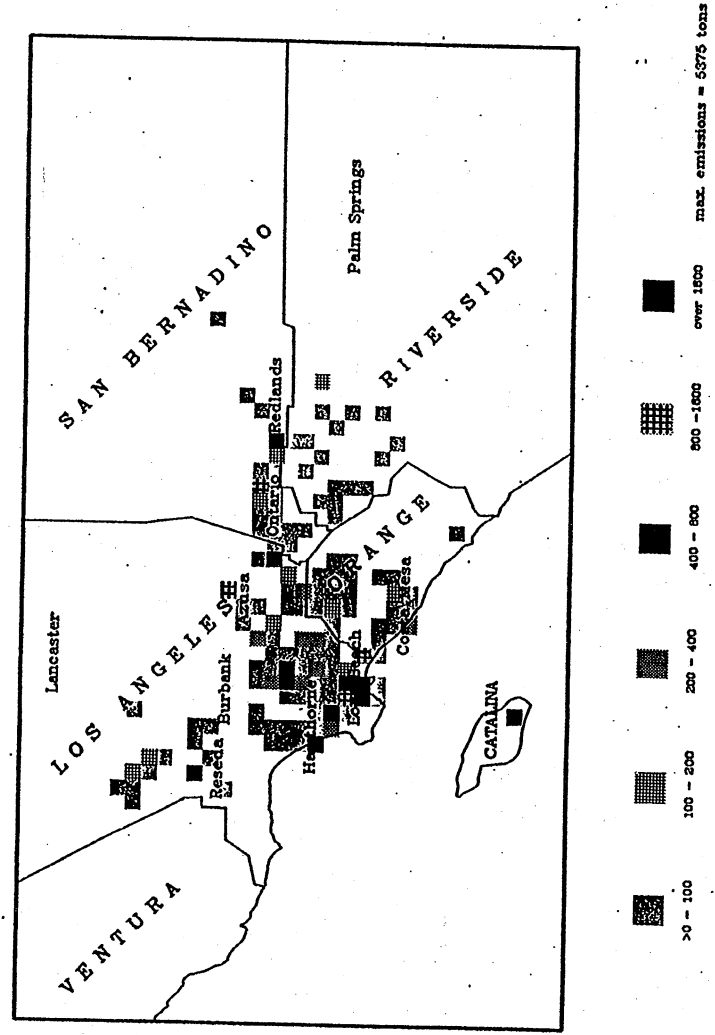 VENTURA
LOS ANGELES
SAN BERNADINO
Lancaster
Reseda
Burbank
Azusa
Ontario
Redlands
Palm Springs
RIVERSIDE
ORANGE
Costa Mesa
CATALINA
>0 - 100
100 - 200
200 - 400
400 - 800
800 -1600
over 1600
max. emissions = 5375 tons